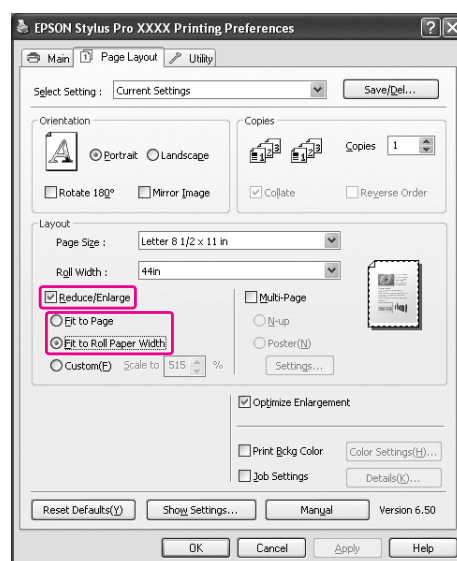 EPSON Stylus Pro XXXX Printing Preferences
Main Page Layout Utility
Select Setting : Current Settings Save/Del...
Orientation Copies
Portrait Landscape Copies 1
Rotate 180° Mirror Image Collate Reverse Order
Layout
Page Size : Letter 8 1/2 x 11 in
Roll Width : 44in
Reduce/Enlarge Multi-Page
Fit to Page N-up
Fit to Roll Paper Width Poster(N)
Custom(F) Scale to 515 % Settings...
Optimize Enlargement
Print Bckg Color Color Settings(H)...
Job Settings Details(K)...
Reset Defaults(Y) Show Settings... Manual Version 6.50
OK Cancel Apply Help